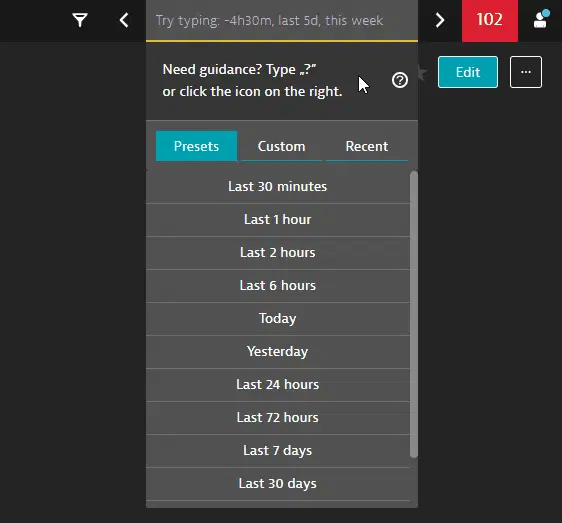 Try typing: -4h30m, last 5d, this week
102
Need guidance? Type „?”
or click the icon on the right.
Edit
...
Presets
Custom
Recent
Last 30 minutes
Last 1 hour
Last 2 hours
Last 6 hours
Today
Yesterday
Last 24 hours
Last 72 hours
Last 7 days
Last 30 days